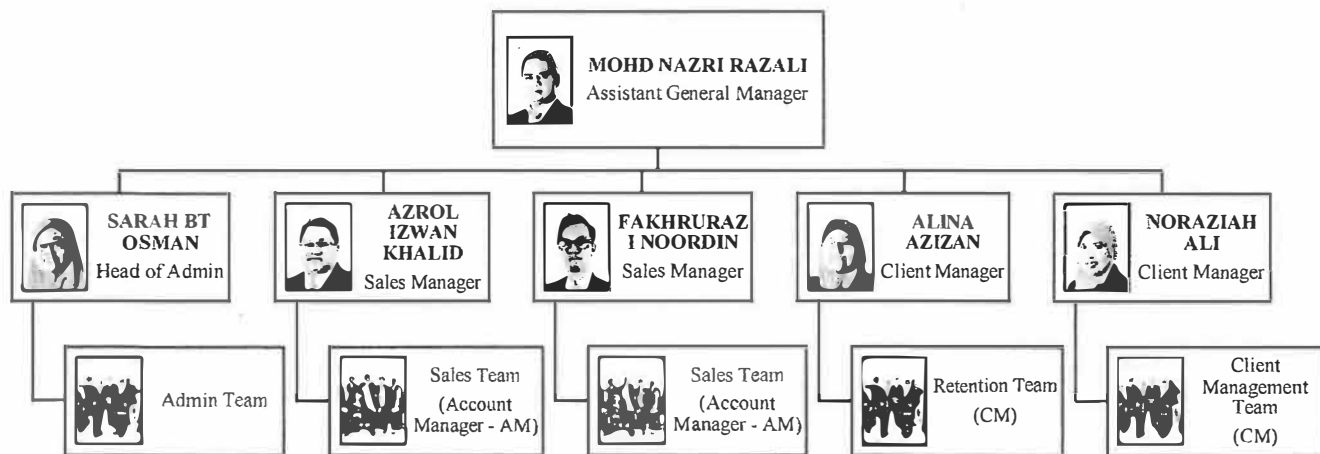 MOHD NAZRI RAZALI
Assistant General Manager
SARAH BT
OSMAN
Head of Admin
AZROL
IZWAN
KHALID
Sales Manager
FAKHRURAZ
I NOORDIN
Sales Manager
ALINA
AZIZAN
Client Manager
NORAZIAH
ALI
Client Manager
Admin Team
Sales Team
(Account
Manager - AM)
Sales Team
(Account
Manager - AM)
Retention Team
(CM)
Client
Management
Team
(CM)